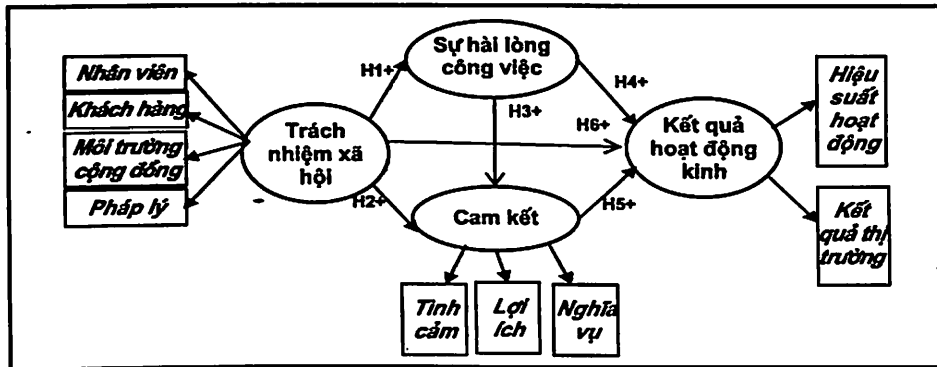 Nhân viên
Khách hàng
Môi trường
cộng đồng
Pháp lý
Trách
nhiệm xã
hội
H1+
H2+
Sự hài lòng
công việc
H3+
H4+
H6+
H5+
Cam kết
Tình
cảm
Lợi
ích
Nghĩa
vụ
Kết quả
hoạt động
kinh
Hiệu
suất
hoạt
động
Kết
quả thị
trường